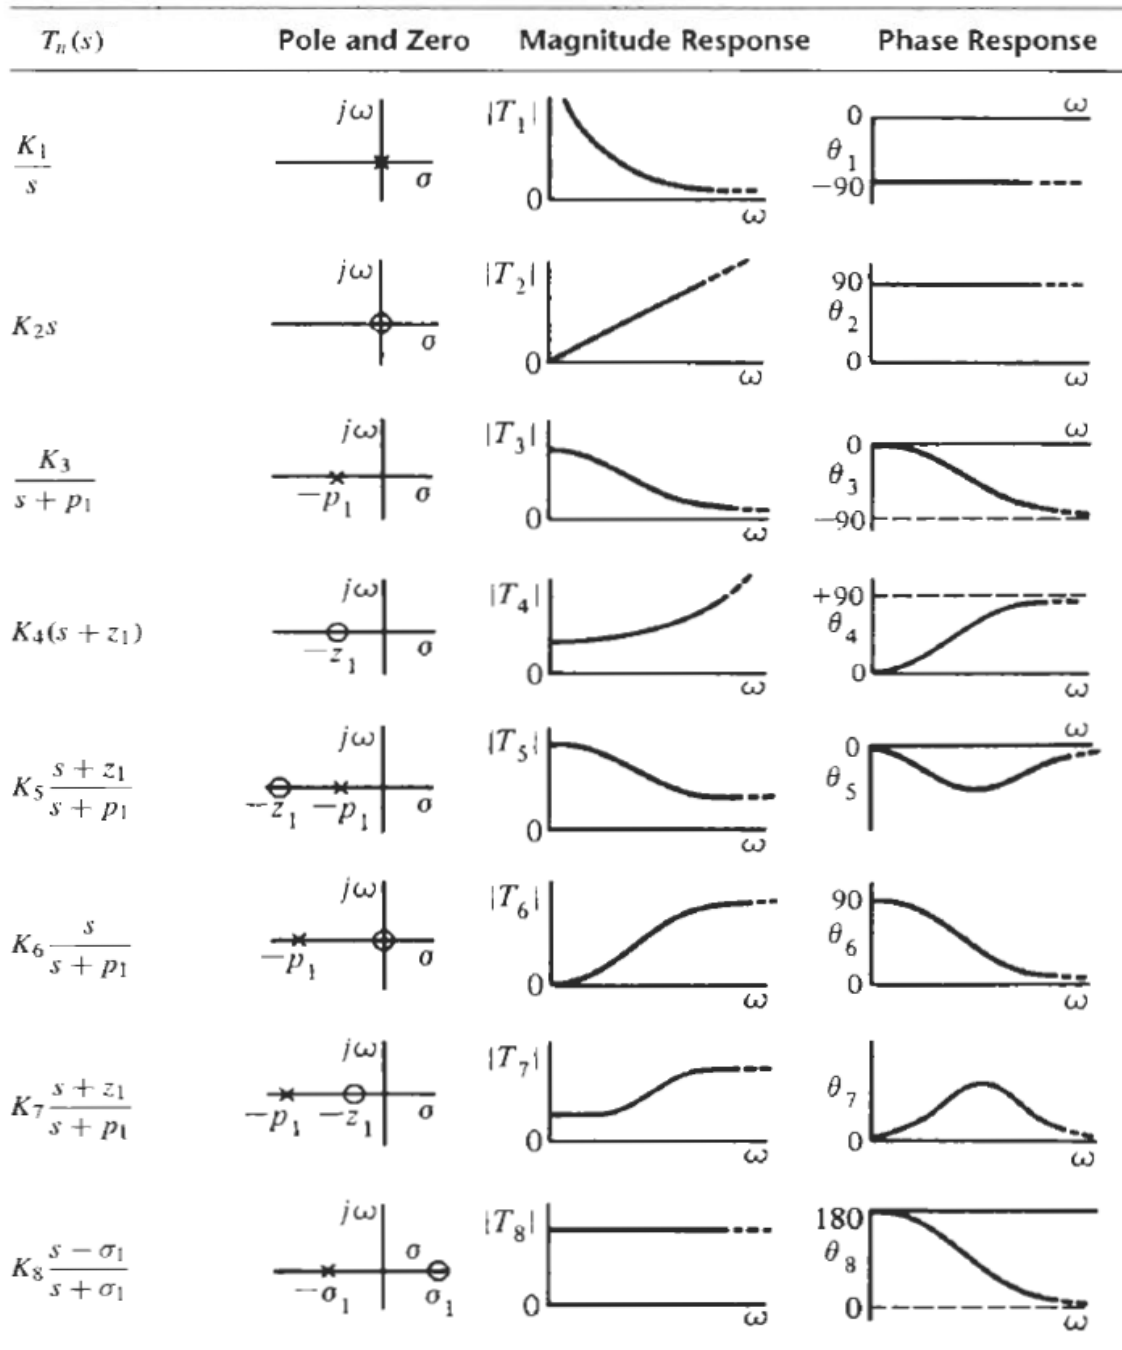 Tₙ(s) Pole and Zero Magnitude Response Phase Response
K₁/s jω σ |T₁| 0 ω ω 0 θ₁ −90
K₂s jω σ |T₂| 0 ω 90 θ₂ 0 ω
K₃/(s + p₁) jω −p₁ σ |T₃| 0 ω ω 0 θ₃ −90
K₄(s + z₁) jω −z₁ σ |T₄| 0 ω +90 θ₄ 0 ω
K₅ (s + z₁)/(s + p₁) jω −z₁ −p₁ σ |T₅| 0 ω 0 θ₅
K₆ s/(s + p₁) jω −p₁ σ |T₆| 0 ω 90 θ₆ 0 ω
K₇ (s + z₁)/(s + p₁) jω −p₁ −z₁ σ |T₇| 0 ω θ₇ 0 ω
K₈ (s − σ₁)/(s + σ₁) jω σ −σ₁ σ₁ |T₈| 0 ω 180 θ₈ 0 ω